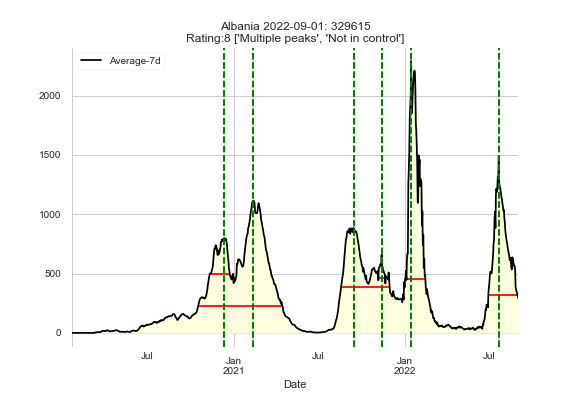 Albania 2022-09-01: 329615
Rating:8 ['Multiple peaks', 'Not in control']
Average-7d
2000
1500
1000
500
0
Jul
Jan
2021
Jul
Jan
2022
Jul
Date